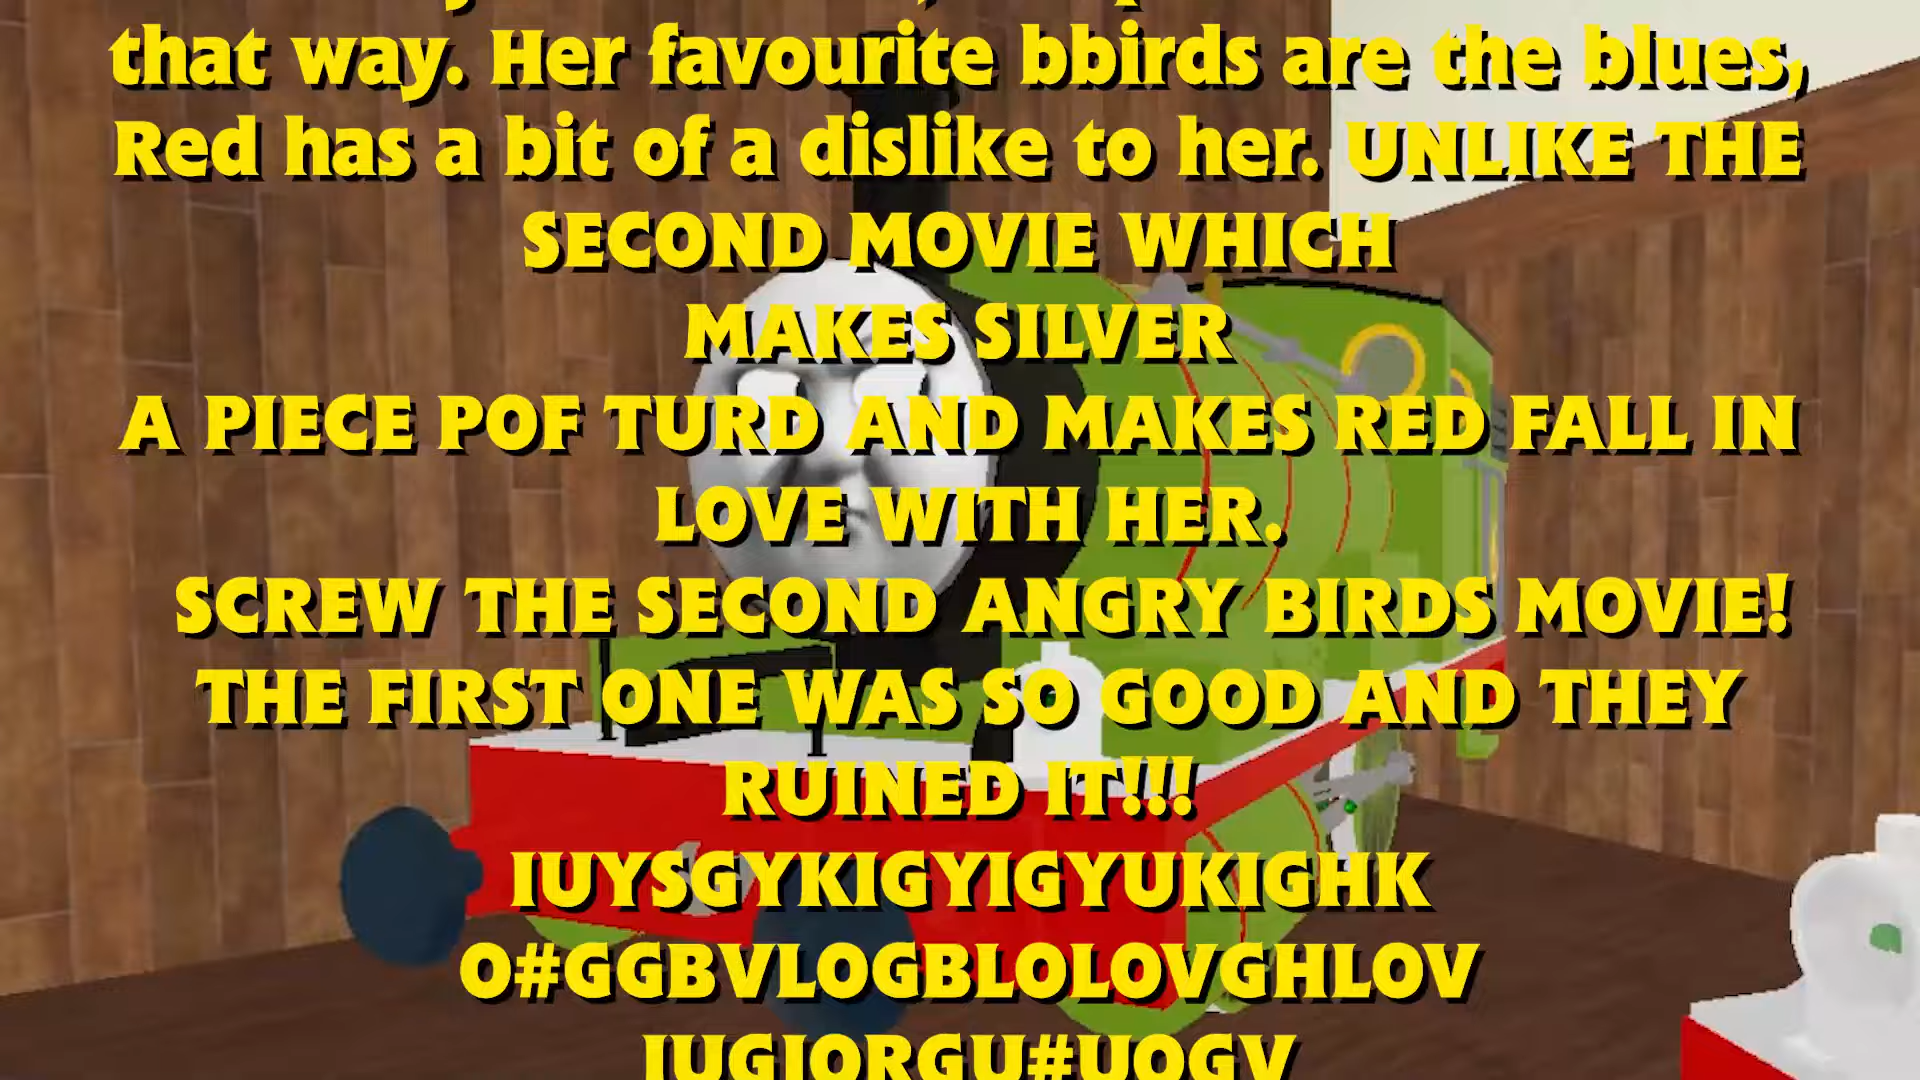 that way. Her favourite bbirds are the blues,
Red has a bit of a dislike to her. UNLIKE THE
SECOND MOVIE WHICH
MAKES SILVER
A PIECE POF TURD AND MAKES RED FALL IN
LOVE WITH HER.
SCREW THE SECOND ANGRY BIRDS MOVIE!
THE FIRST ONE WAS SO GOOD AND THEY
RUINED IT!!!
IUYSGYKIGYIGYUKIGHK
O#GGBVLOGBLOLOVGHLOV
IUGIORGU#UOGV